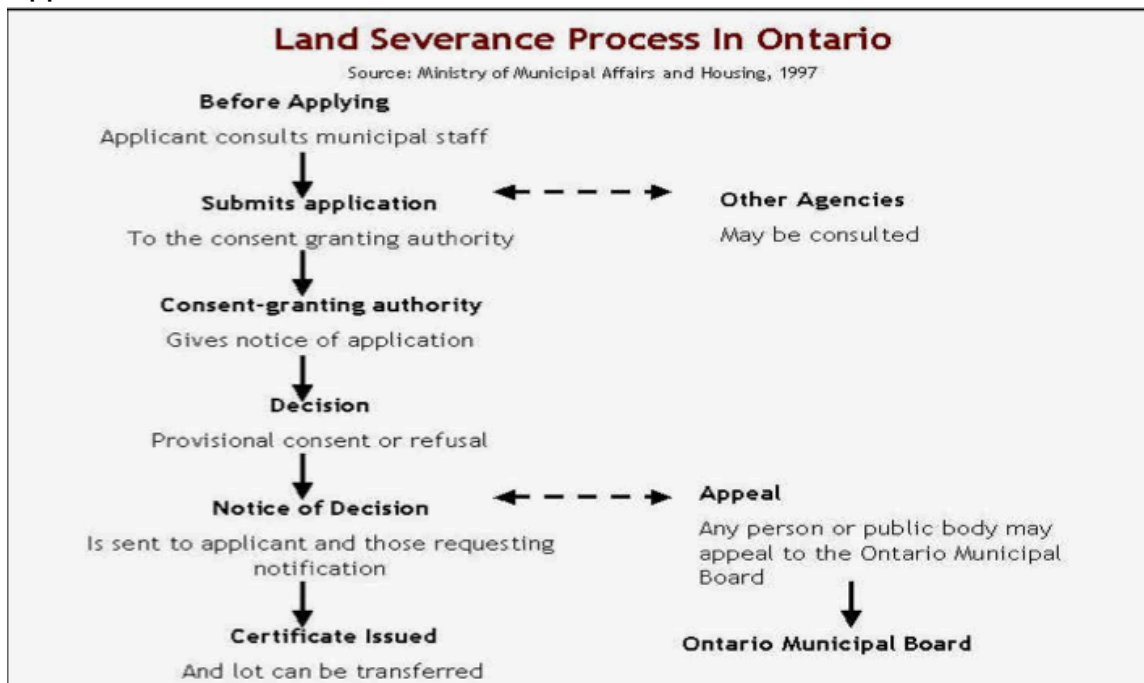 Land Severance Process In Ontario
Source: Ministry of Municipal Affairs and Housing, 1997
Before Applying
Applicant consults municipal staff
Submits application
To the consent granting authority
Other Agencies
May be consulted
Consent-granting authority
Gives notice of application
Decision
Provisional consent or refusal
Notice of Decision
Is sent to applicant and those requesting
notification
Appeal
Any person or public body may
appeal to the Ontario Municipal
Board
Certificate Issued
And lot can be transferred
Ontario Municipal Board